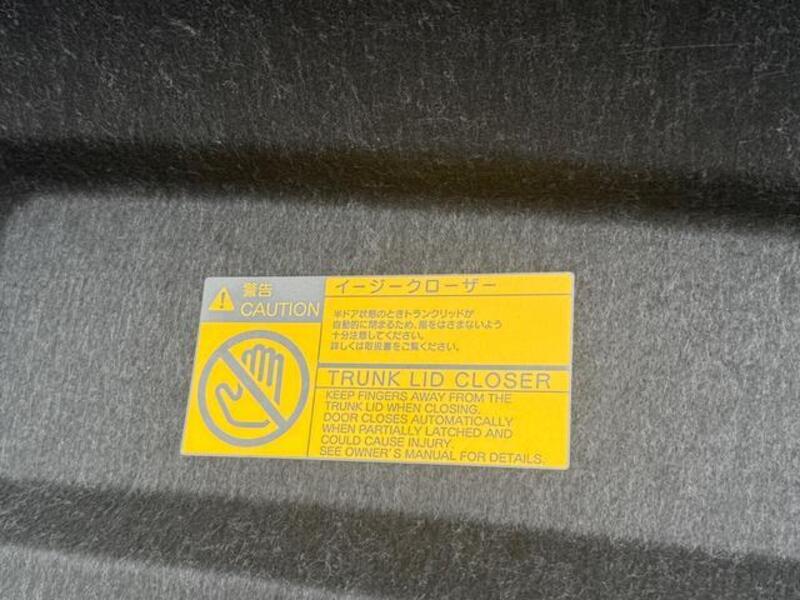 警告
CAUTION
イージークローザー
半ドア状態のときトランクリッドが
自動的に閉まるため、指をはさまないよう
十分注意してください。
詳しくは取扱書をご覧ください。
TRUNK LID CLOSER
KEEP FINGERS AWAY FROM THE
TRUNK LID WHEN CLOSING.
DOOR CLOSES AUTOMATICALLY
WHEN PARTIALLY LATCHED AND
COULD CAUSE INJURY.
SEE OWNER'S MANUAL FOR DETAILS.